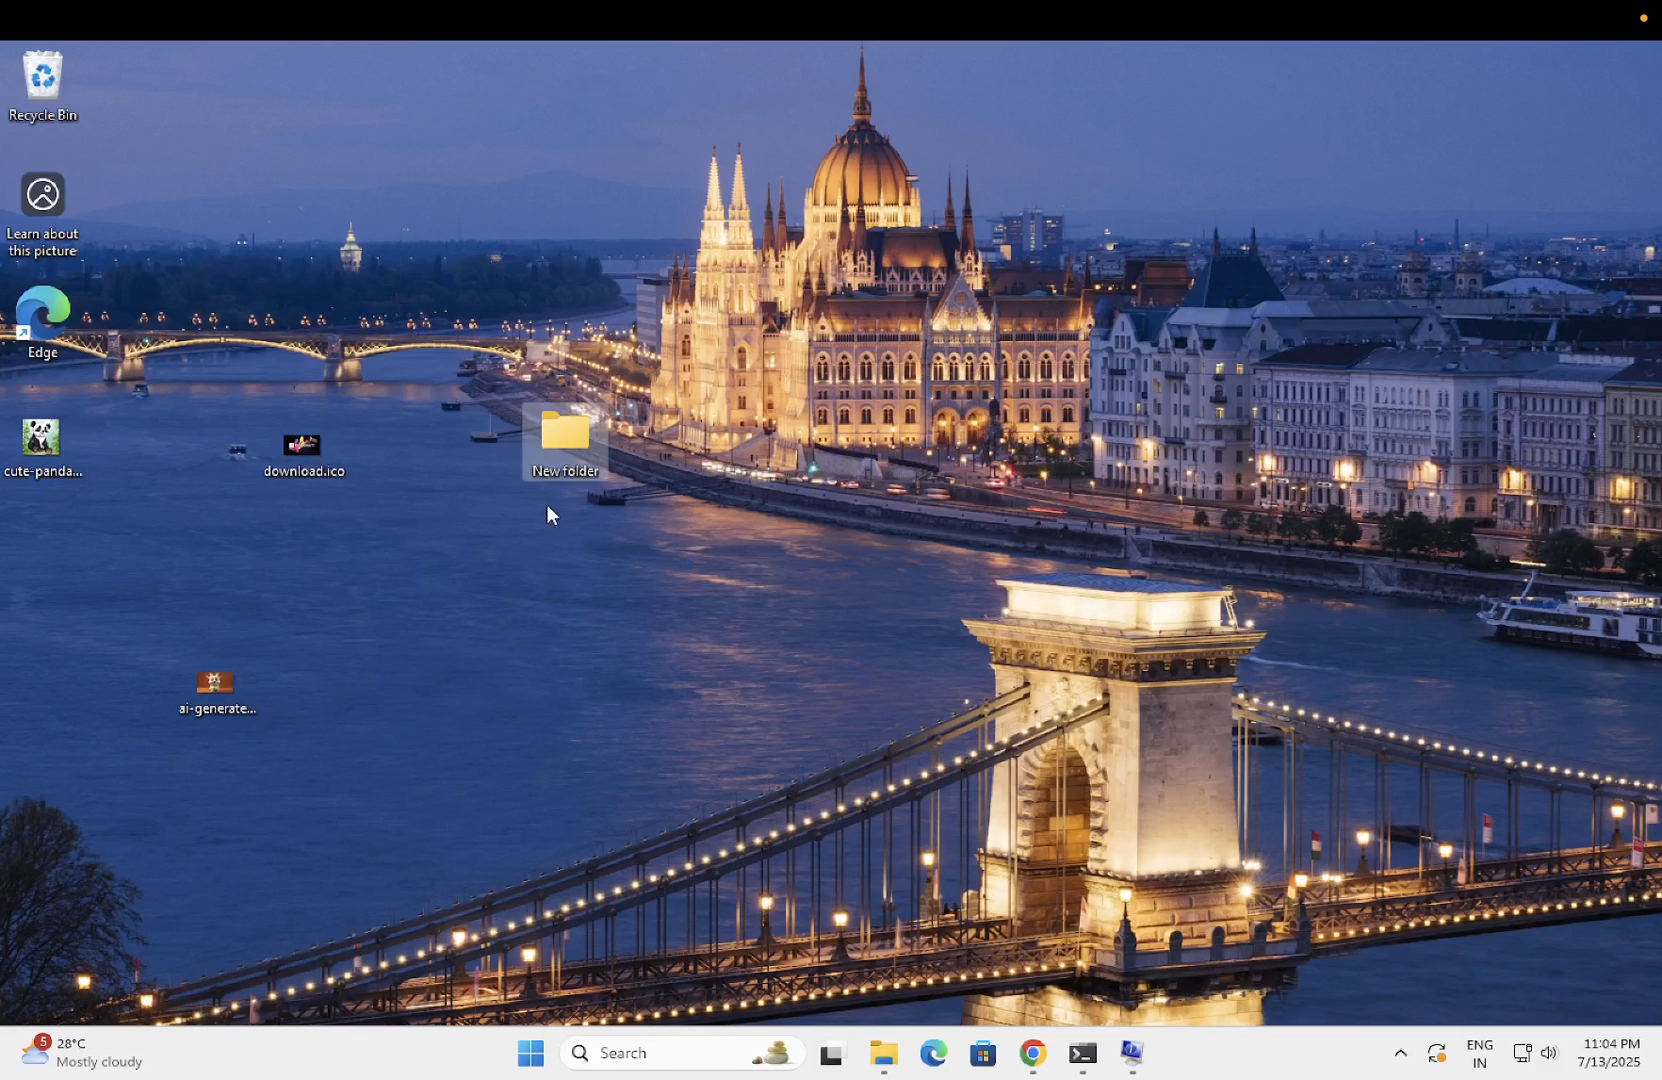 Recycle Bin
Learn about
this picture
Edge
cute-panda...
download.ico
New folder
ai-generate...
5
28°C
Mostly cloudy
Search
ENG
IN
11:04 PM
7/13/2025